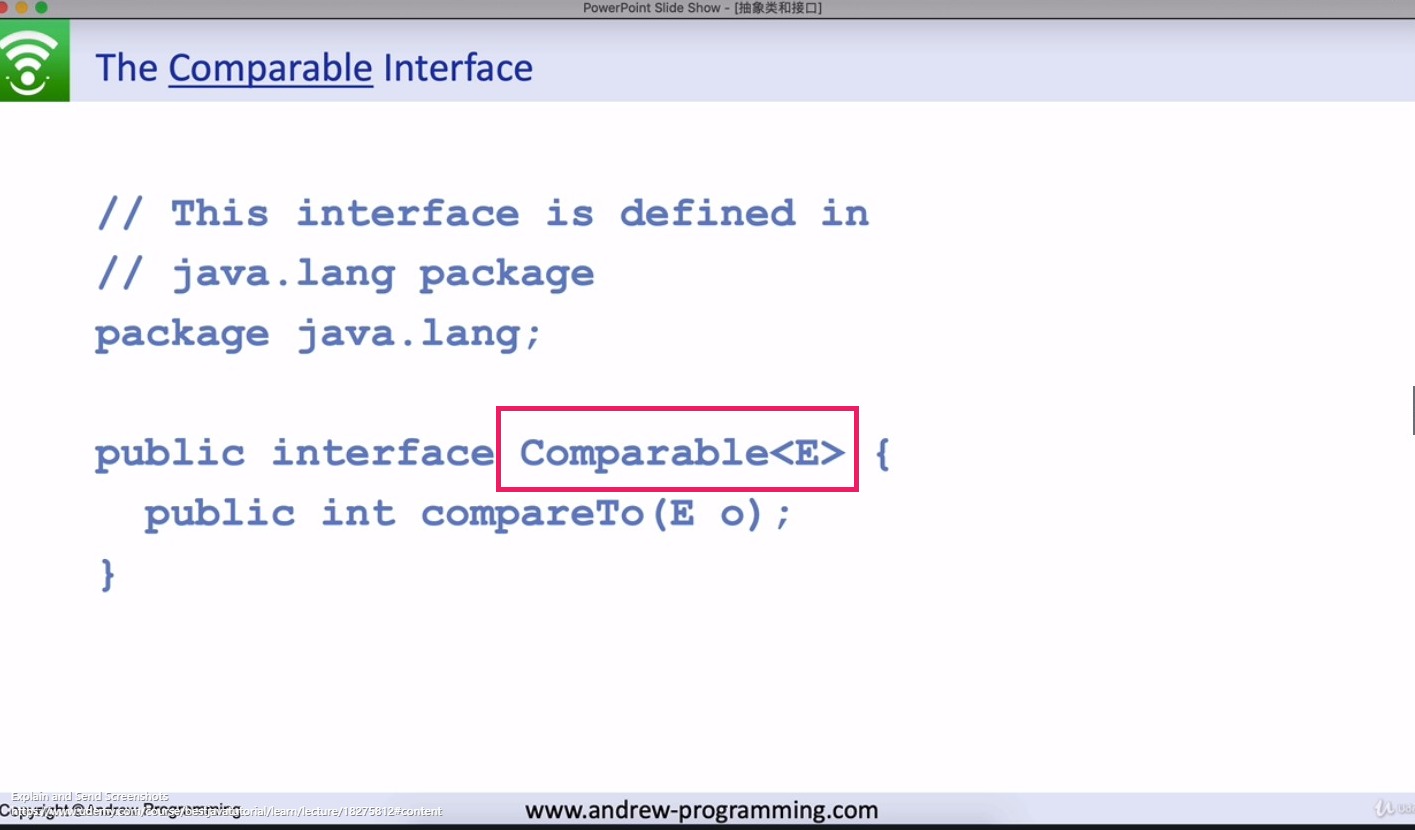 PowerPoint Slide Show - [抽象类和接口]
The Comparable Interface
// This interface is defined in
// java.lang package
package java.lang;
public interface Comparable<E> {
public int compareTo(E o);
}
Explain and Send Screenshots
Copyright © Andrew Programming
https://www.udemy.com/course/bestjavatutorial/learn/lecture/18275812#content
www.andrew-programming.com